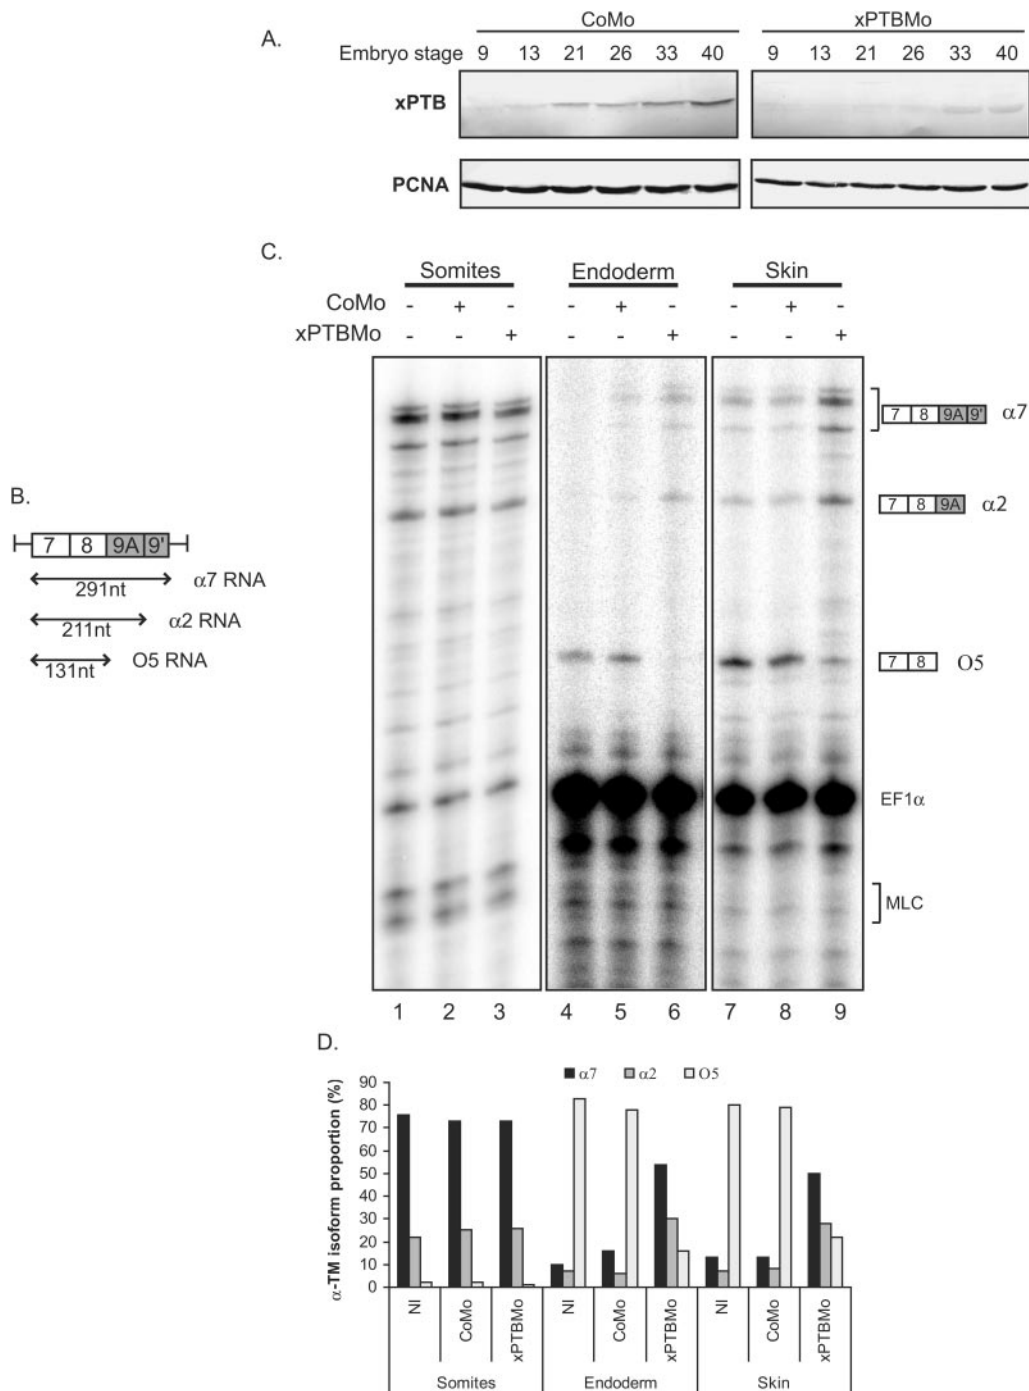 A.
CoMo
xPTBMo
Embryo stage 9 13 21 26 33 40 9 13 21 26 33 40
xPTB
PCNA
B.
7 8 9A 9'
291nt α7 RNA
211nt α2 RNA
131nt O5 RNA
C.
Somites Endoderm Skin
CoMo - + - - + - - + -
xPTBMo - - + - - + - - +
7 8 9A 9' α7
7 8 9A α2
7 8 O5
EF1α
MLC
1 2 3 4 5 6 7 8 9
D.
α7 α2 O5
α-TM isoform proportion (%)
90
80
70
60
50
40
30
20
10
0
NI CoMo xPTBMo NI CoMo xPTBMo NI CoMo xPTBMo
Somites Endoderm Skin